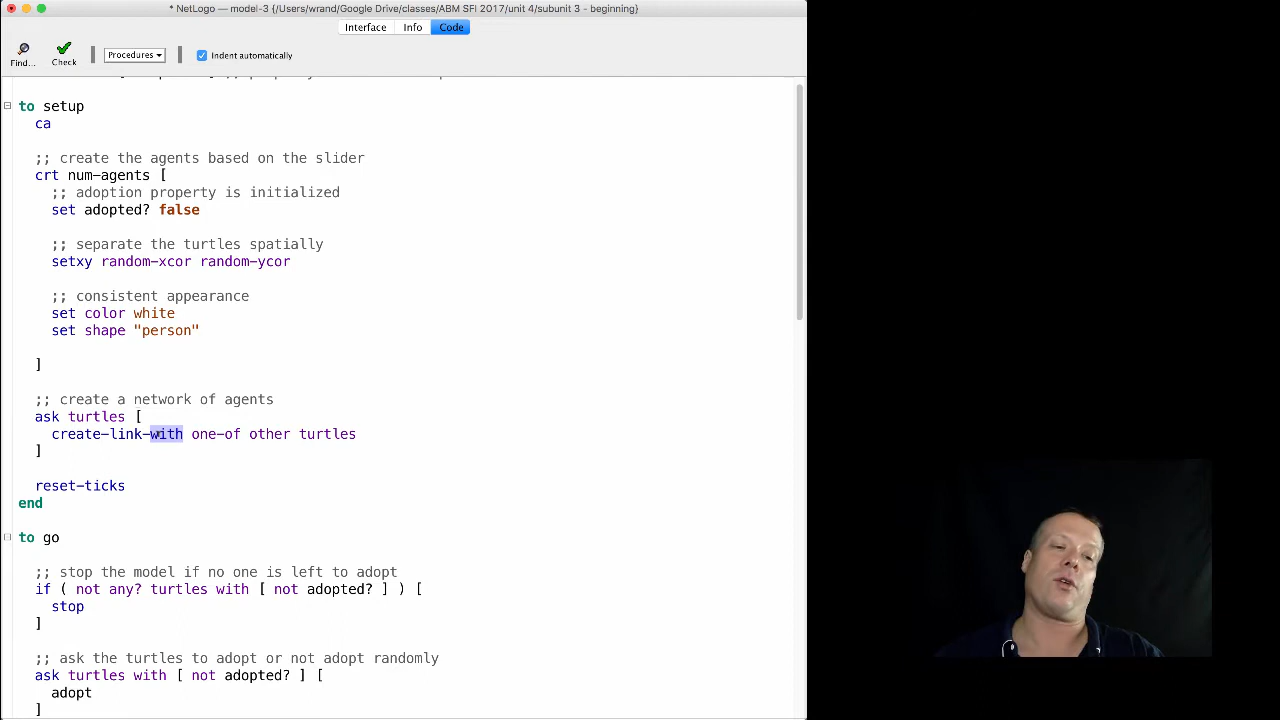 * NetLogo — model-3 {/Users/wrand/Google Drive/classes/ABM SFI 2017/unit 4/subunit 3 - beginning}
Interface Info Code
Find... Check Procedures Indent automatically
to setup
ca
;; create the agents based on the slider
crt num-agents [
;; adoption property is initialized
set adopted? false
;; separate the turtles spatially
setxy random-xcor random-ycor
;; consistent appearance
set color white
set shape "person"
]
;; create a network of agents
ask turtles [
create-link-with one-of other turtles
]
reset-ticks
end
to go
;; stop the model if no one is left to adopt
if ( not any? turtles with [ not adopted? ] ) [
stop
]
;; ask the turtles to adopt or not adopt randomly
ask turtles with [ not adopted? ] [
adopt
]